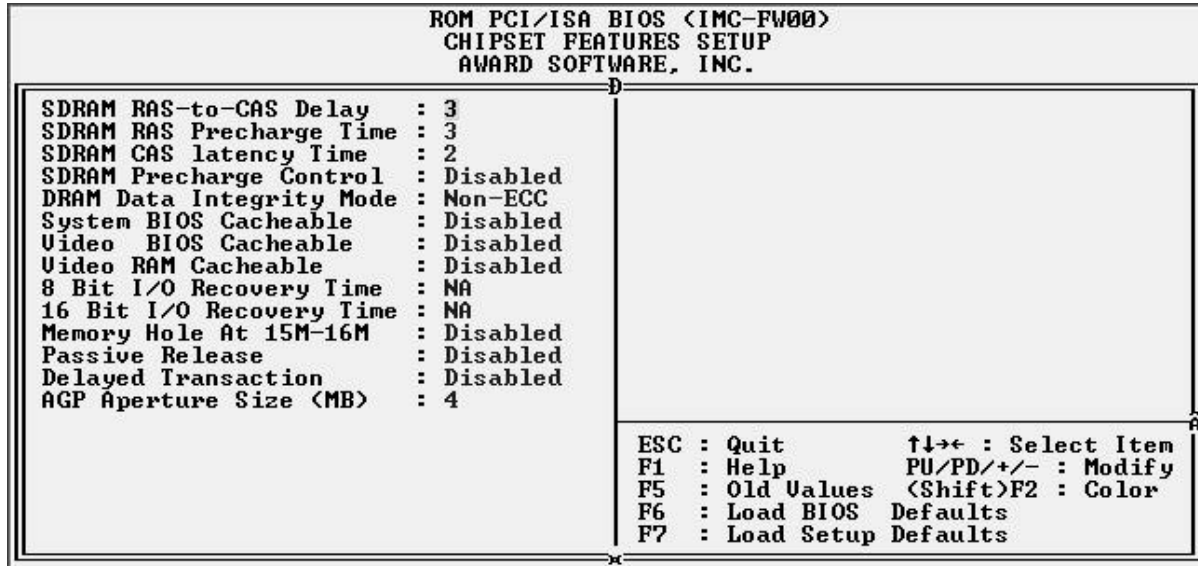 ROM PCI/ISA BIOS (IMC-FW00)
CHIPSET FEATURES SETUP
AWARD SOFTWARE, INC.
SDRAM RAS-to-CAS Delay : 3
SDRAM RAS Precharge Time : 3
SDRAM CAS latency Time : 2
SDRAM Precharge Control : Disabled
DRAM Data Integrity Mode : Non-ECC
System BIOS Cacheable : Disabled
Video BIOS Cacheable : Disabled
Video RAM Cacheable : Disabled
8 Bit I/O Recovery Time : NA
16 Bit I/O Recovery Time : NA
Memory Hole At 15M-16M : Disabled
Passive Release : Disabled
Delayed Transaction : Disabled
AGP Aperture Size (MB) : 4
ESC : Quit ↑↓→← : Select Item
F1 : Help PU/PD/+/- : Modify
F5 : Old Values (Shift)F2 : Color
F6 : Load BIOS Defaults
F7 : Load Setup Defaults